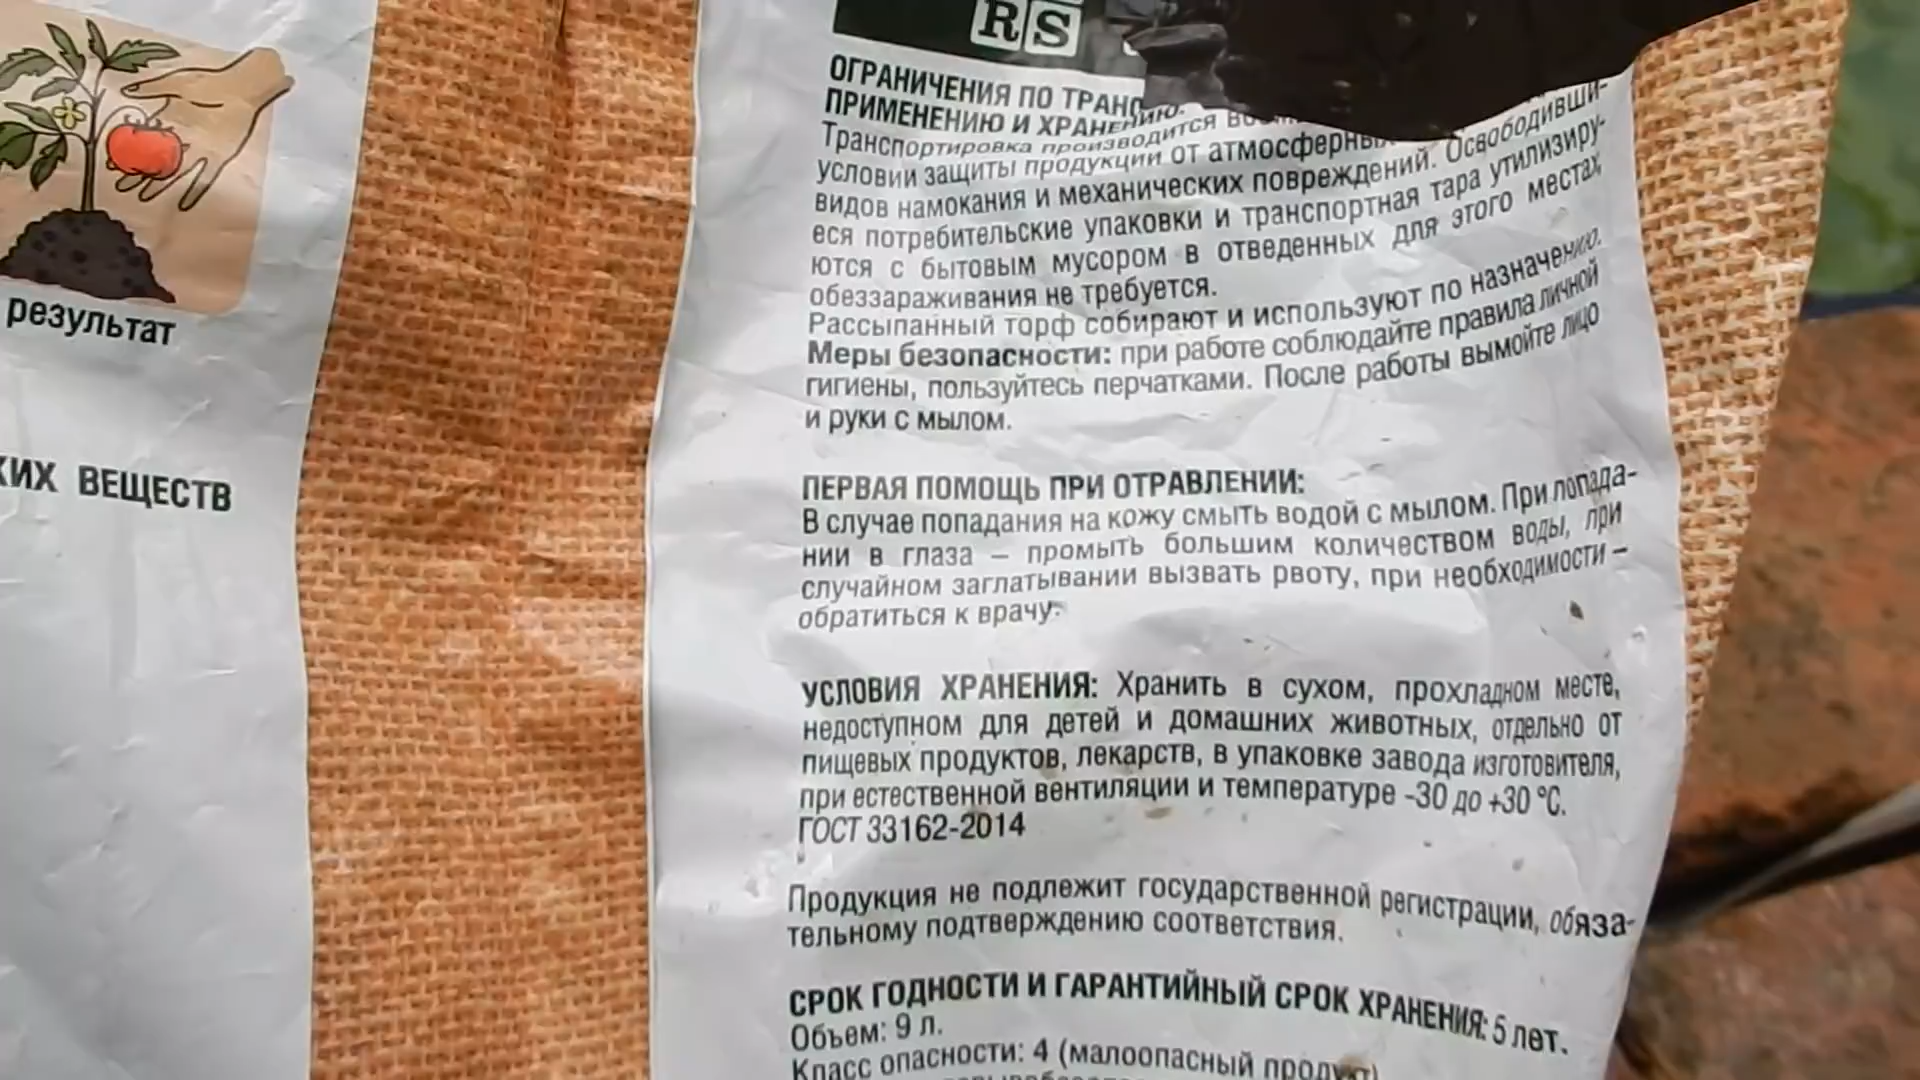 RS
результат
КИХ ВЕЩЕСТВ
ОГРАНИЧЕНИЯ ПО
ПРИМЕНЕНИЮ И ХРАНЕНИЮ:
Транспортировка производится
условии защиты продукции от
видов намокания и механических повреждений. Освободивши-
еся потребительские упаковки и транспортная тара утилизиру-
ются с бытовым мусором в отведенных для этого местах,
обеззараживания не требуется.
Рассыпанный торф собирают и используют по назначению.
Меры безопасности: при работе соблюдайте правила личной
гигиены, пользуйтесь перчатками. После работы вымойте лицо
и руки с мылом.
ПЕРВАЯ ПОМОЩЬ ПРИ ОТРАВЛЕНИИ:
В случае попадания на кожу смыть водой с мылом. При попада-
нии в глаза – промыть большим количеством воды, при
случайном заглатывании вызвать рвоту, при необходимости –
обратиться к врачу.
УСЛОВИЯ ХРАНЕНИЯ: Хранить в сухом, прохладном месте,
недоступном для детей и домашних животных, отдельно от
пищевых продуктов, лекарств, в упаковке завода изготовителя,
при естественной вентиляции и температуре -30 до +30 °С.
ГОСТ 33162-2014
Продукция не подлежит государственной регистрации, обяза-
тельному подтверждению соответствия.
СРОК ГОДНОСТИ И ГАРАНТИЙНЫЙ СРОК ХРАНЕНИЯ: 5 лет.
Объем: 9 л.
Класс опасности: 4 (малоопасный продукт)